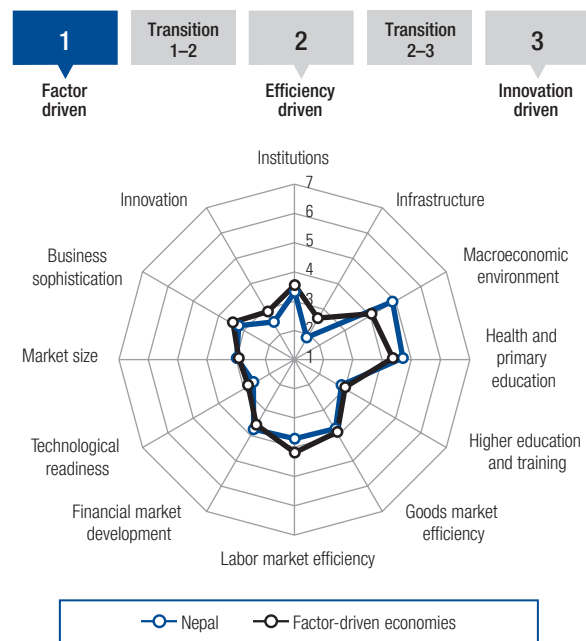 1
Transition
1–2
2
Transition
2–3
3
Factor
driven
Efficiency
driven
Innovation
driven
Institutions
Infrastructure
Macroeconomic
environment
Health and
primary
education
Higher education
and training
Goods market
efficiency
Labor market efficiency
Financial market
development
Technological
readiness
Market size
Business
sophistication
Innovation
7
6
5
4
3
2
1
Nepal
Factor-driven economies